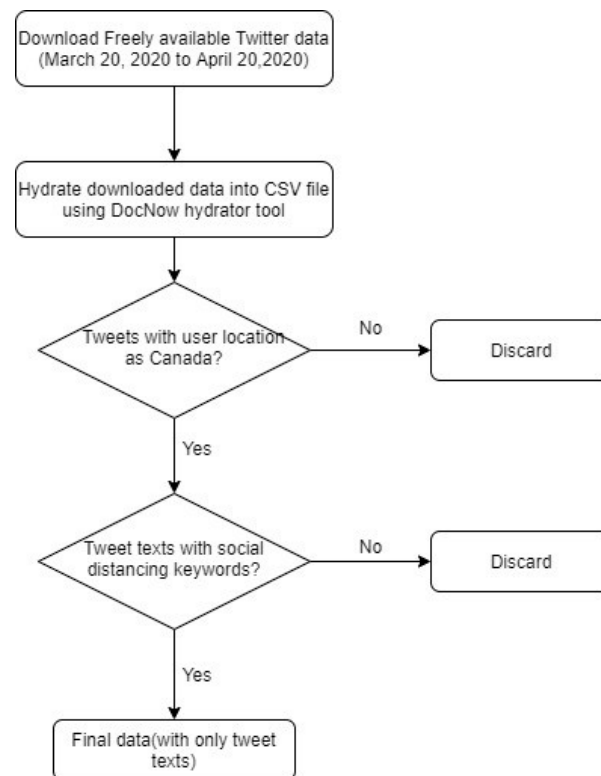 Download Freely available Twitter data
(March 20, 2020 to April 20,2020)
Hydrate downloaded data into CSV file
using DocNow hydrator tool
Tweets with user location
as Canada?
No
Discard
Yes
Tweet texts with social
distancing keywords?
No
Discard
Yes
Final data(with only tweet
texts)